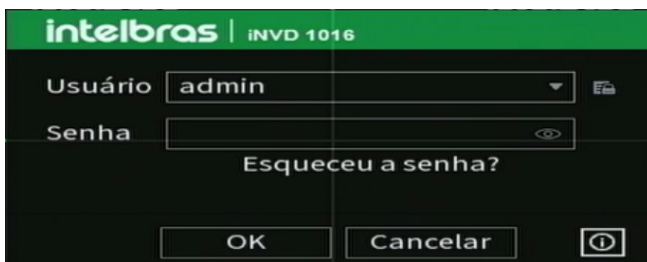 intelbras | iNVD 1016
Usuário admin
Senha
Esqueceu a senha?
OK Cancelar